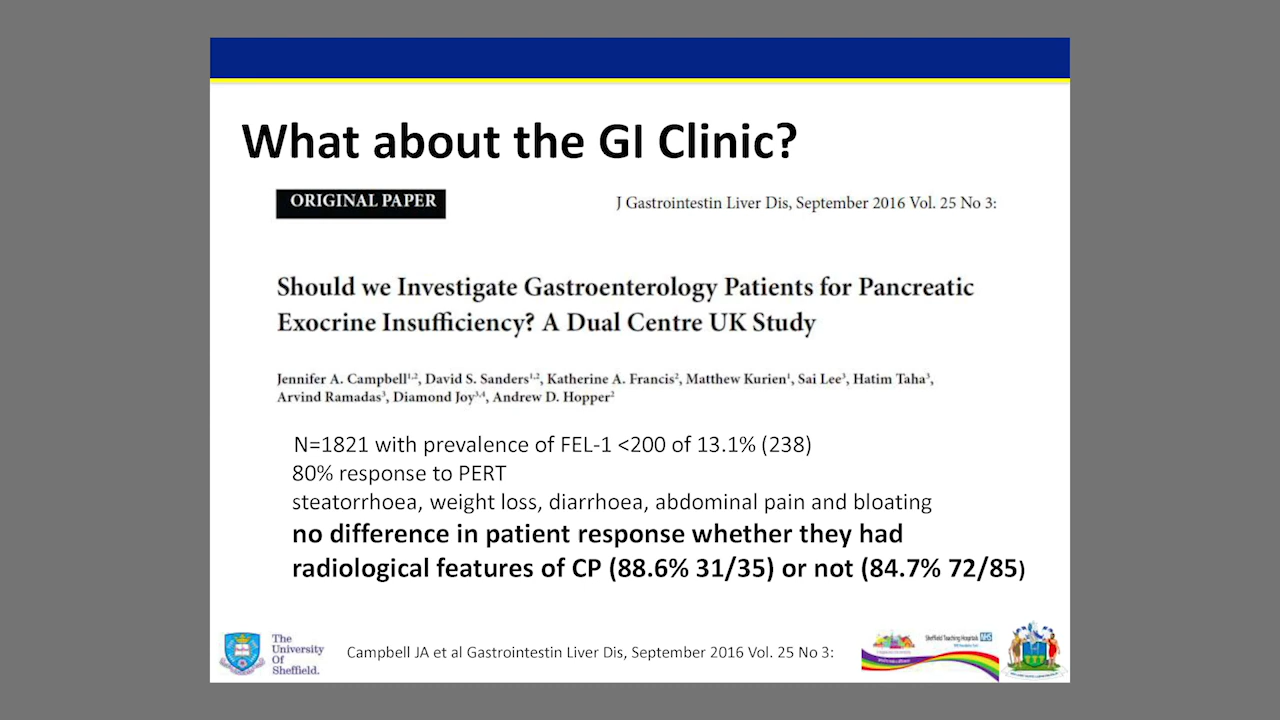 What about the GI Clinic?
ORIGINAL PAPER
J Gastrointestin Liver Dis, September 2016 Vol. 25 No 3:
Should we Investigate Gastroenterology Patients for Pancreatic
Exocrine Insufficiency? A Dual Centre UK Study
Jennifer A. Campbell1,2, David S. Sanders1,2, Katherine A. Francis2, Matthew Kurien1, Sai Lee3, Hatim Taha3,
Arvind Ramadas3, Diamond Joy3,4, Andrew D. Hopper2
N=1821 with prevalence of FEL-1 <200 of 13.1% (238)
80% response to PERT
steatorrhoea, weight loss, diarrhoea, abdominal pain and bloating
no difference in patient response whether they had
radiological features of CP (88.6% 31/35) or not (84.7% 72/85)
The
University
Of
Sheffield.
Campbell JA et al Gastrointestin Liver Dis, September 2016 Vol. 25 No 3:
Sheffield Teaching Hospitals NHS